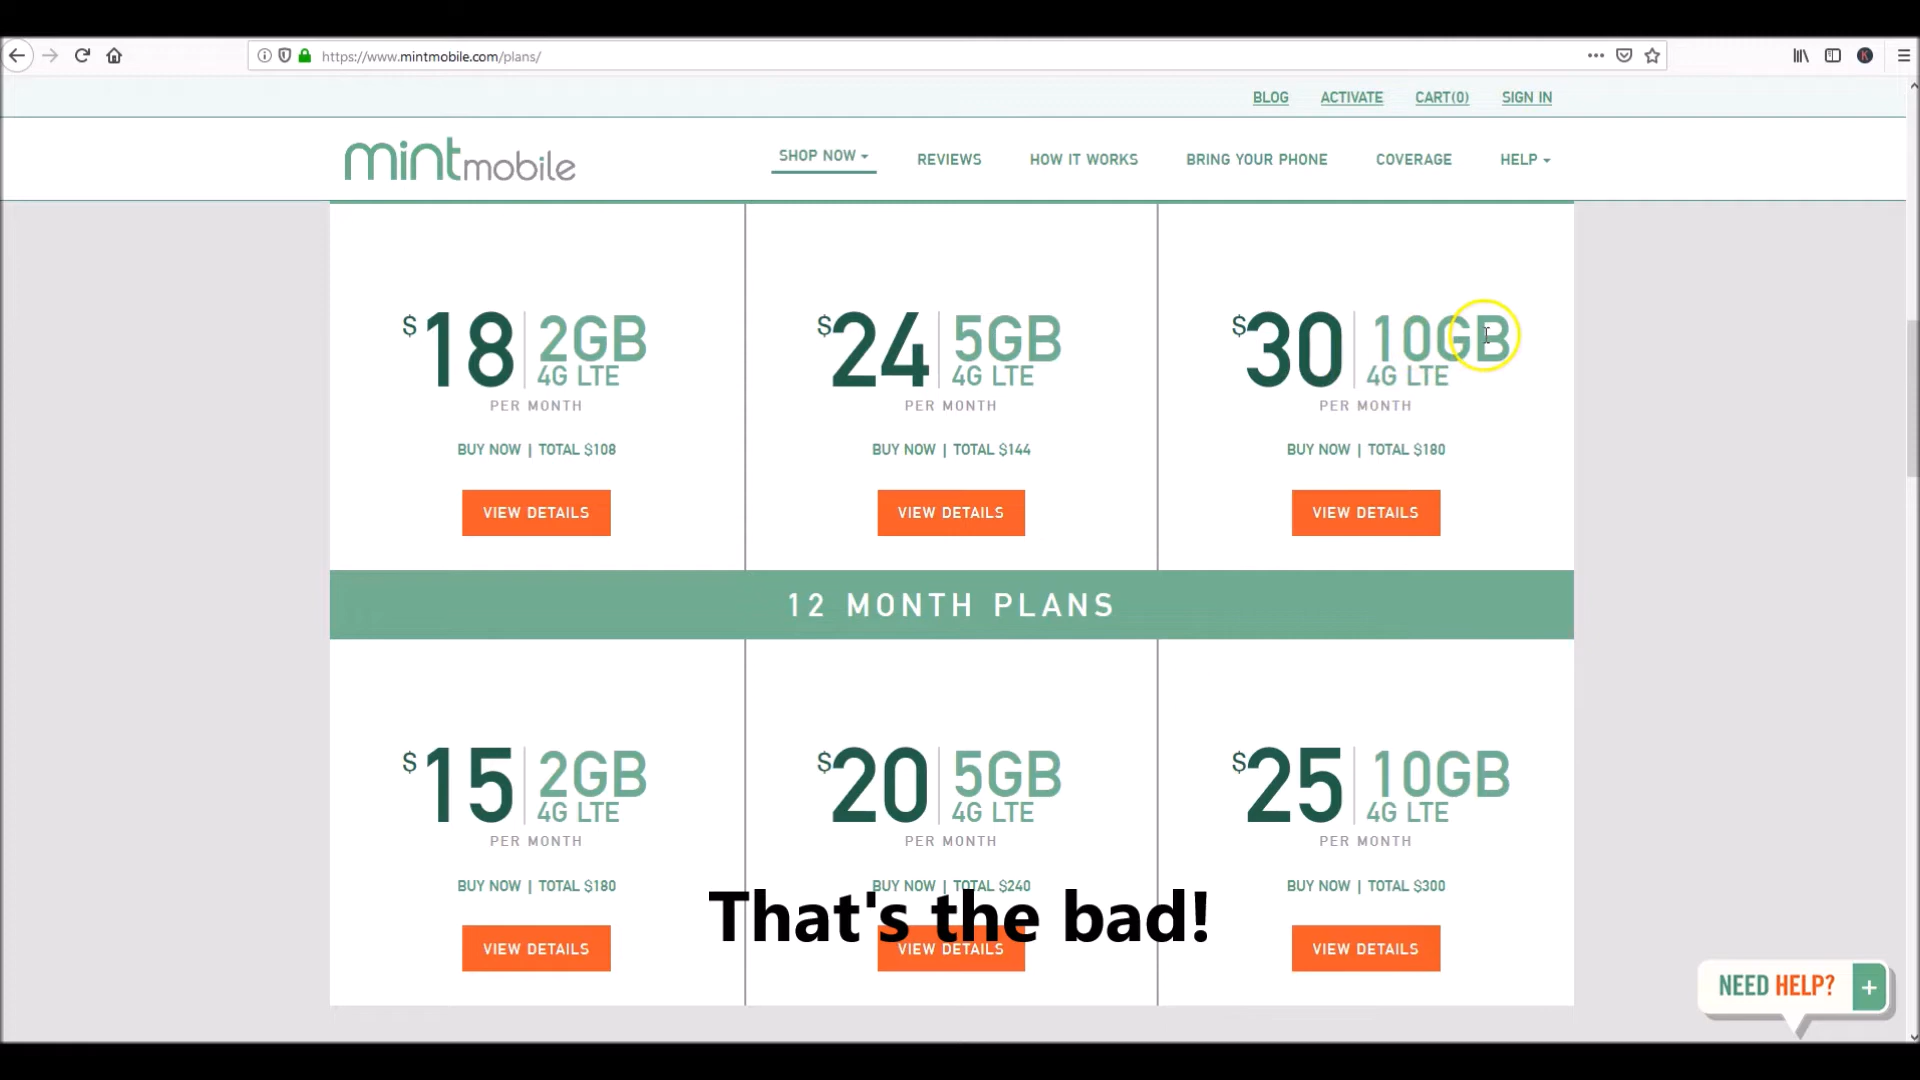 https://www.mintmobile.com/plans/
BLOG ACTIVATE CART(0) SIGN IN
mintmobile
SHOP NOW REVIEWS HOW IT WORKS BRING YOUR PHONE COVERAGE HELP
$18 2GB 4G LTE
PER MONTH
BUY NOW | TOTAL $108
VIEW DETAILS
$24 5GB 4G LTE
PER MONTH
BUY NOW | TOTAL $144
VIEW DETAILS
$30 10GB 4G LTE
PER MONTH
BUY NOW | TOTAL $180
VIEW DETAILS
12 MONTH PLANS
$15 2GB 4G LTE
PER MONTH
BUY NOW | TOTAL $180
VIEW DETAILS
$20 5GB 4G LTE
PER MONTH
BUY NOW | TOTAL $240
VIEW DETAILS
$25 10GB 4G LTE
PER MONTH
BUY NOW | TOTAL $300
VIEW DETAILS
That's the bad!
NEED HELP? +